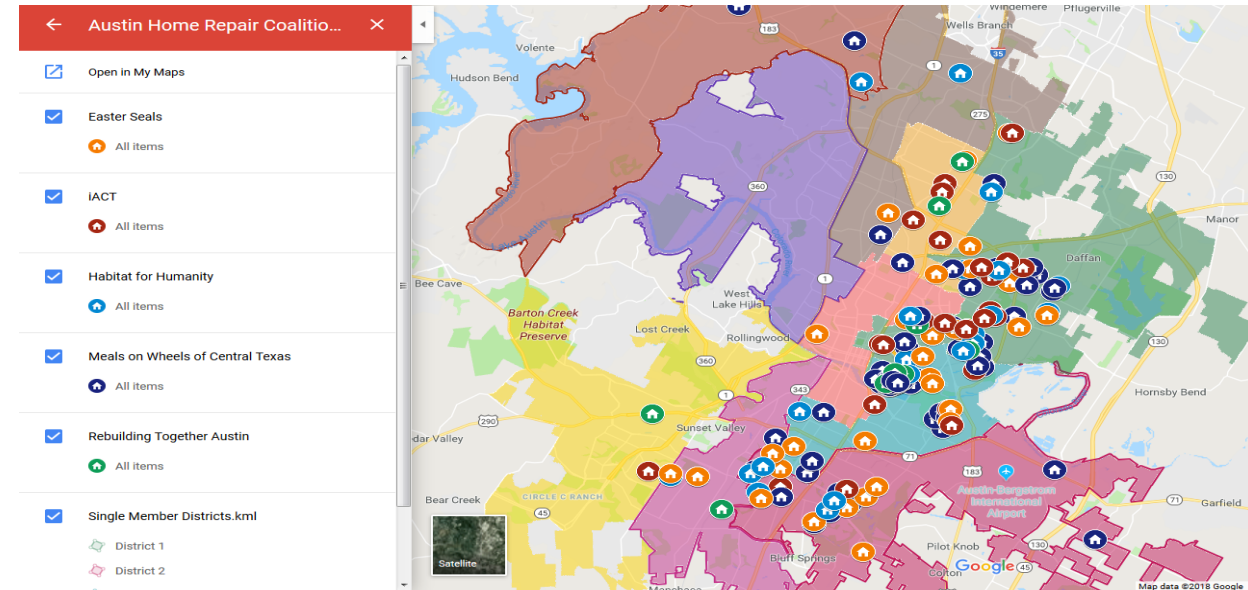 Austin Home Repair Coalitio...
Open in My Maps
Easter Seals
All items
iACT
All items
Habitat for Humanity
All items
Meals on Wheels of Central Texas
All items
Rebuilding Together Austin
All items
Single Member Districts.kml
District 1
District 2
Windemere
Pflugerville
183
Wells Branch
Volente
35
1
Hudson Bend
275
130
360
Manor
Daffan
Bee Cave
1
West
Lake Hills
Barton Creek
Habitat
Preserve
Lost Creek
Rollingwood
130
360
343
1
Hornsby Bend
290
Sunset Valley
dar Valley
71
183
Austin-Bergstrom
International
Airport
Bear Creek
CIRCLE C RANCH
71
Garfield
45
Pilot Knob
130
Bluff Springs
Google
45
Colton
Satellite
Manchaca
Map data ©2018 Google